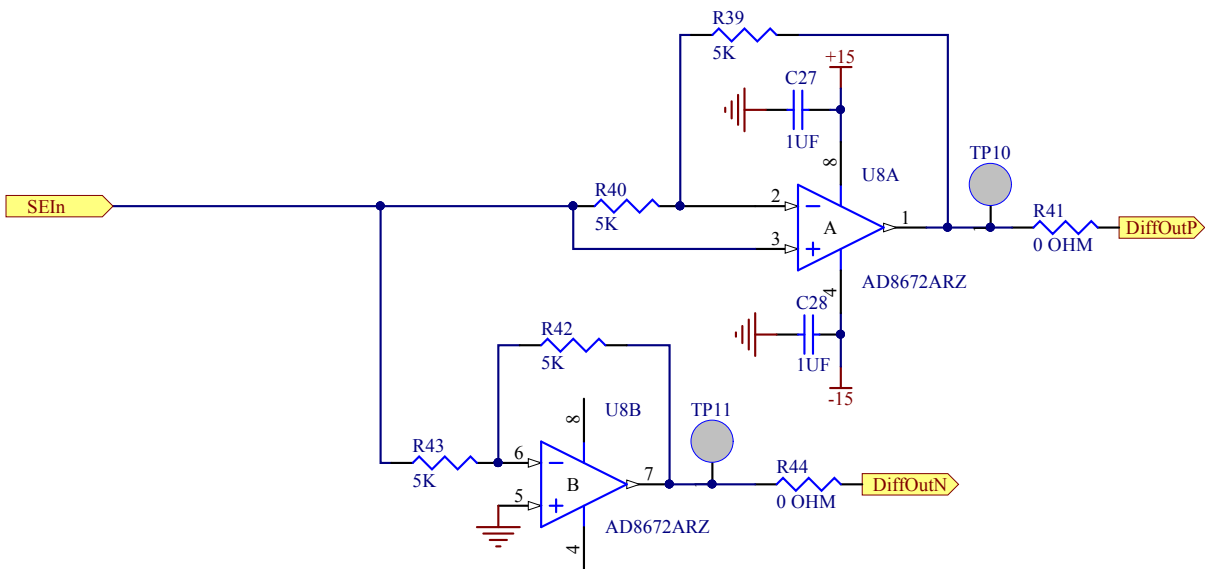 R39
5K
+15
C27
1UF
TP10
8
U8A
R40
5K
2
SEIn
3
A
1
R41
0 OHM
DiffOutP
4
AD8672ARZ
C28
1UF
-15
R42
5K
8
U8B
TP11
R43
5K
6
5
B
7
R44
0 OHM
DiffOutN
4
AD8672ARZ